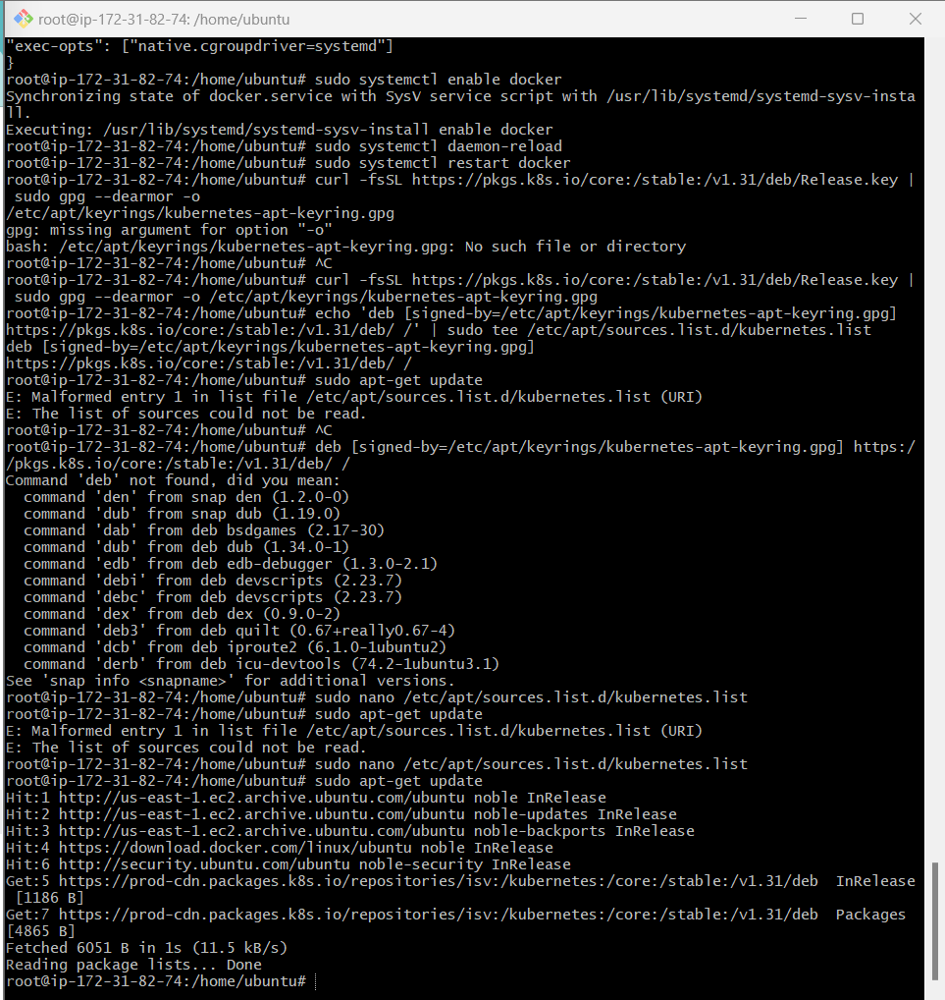 root@ip-172-31-82-74: /home/ubuntu
"exec-opts": ["native.cgroupdriver=systemd"]
}
root@ip-172-31-82-74:/home/ubuntu# sudo systemctl enable docker
Synchronizing state of docker.service with SysV service script with /usr/lib/systemd/systemd-sysv-insta
ll.
Executing: /usr/lib/systemd/systemd-sysv-install enable docker
root@ip-172-31-82-74:/home/ubuntu# sudo systemctl daemon-reload
root@ip-172-31-82-74:/home/ubuntu# sudo systemctl restart docker
root@ip-172-31-82-74:/home/ubuntu# curl -fsSL https://pkgs.k8s.io/core:/stable:/v1.31/deb/Release.key |
 sudo gpg --dearmor -o
/etc/apt/keyrings/kubernetes-apt-keyring.gpg
gpg: missing argument for option "-o"
bash: /etc/apt/keyrings/kubernetes-apt-keyring.gpg: No such file or directory
root@ip-172-31-82-74:/home/ubuntu# ^C
root@ip-172-31-82-74:/home/ubuntu# curl -fsSL https://pkgs.k8s.io/core:/stable:/v1.31/deb/Release.key |
 sudo gpg --dearmor -o /etc/apt/keyrings/kubernetes-apt-keyring.gpg
root@ip-172-31-82-74:/home/ubuntu# echo 'deb [signed-by=/etc/apt/keyrings/kubernetes-apt-keyring.gpg]
https://pkgs.k8s.io/core:/stable:/v1.31/deb/ /' | sudo tee /etc/apt/sources.list.d/kubernetes.list
deb [signed-by=/etc/apt/keyrings/kubernetes-apt-keyring.gpg]
https://pkgs.k8s.io/core:/stable:/v1.31/deb/ /
root@ip-172-31-82-74:/home/ubuntu# sudo apt-get update
E: Malformed entry 1 in list file /etc/apt/sources.list.d/kubernetes.list (URI)
E: The list of sources could not be read.
root@ip-172-31-82-74:/home/ubuntu# ^C
root@ip-172-31-82-74:/home/ubuntu# deb [signed-by=/etc/apt/keyrings/kubernetes-apt-keyring.gpg] https:/
/pkgs.k8s.io/core:/stable:/v1.31/deb/ /
Command 'deb' not found, did you mean:
  command 'den' from snap den (1.2.0-0)
  command 'dub' from snap dub (1.19.0)
  command 'dab' from deb bsdgames (2.17-30)
  command 'dub' from deb dub (1.34.0-1)
  command 'edb' from deb edb-debugger (1.3.0-2.1)
  command 'debi' from deb devscripts (2.23.7)
  command 'debc' from deb devscripts (2.23.7)
  command 'dex' from deb dex (0.9.0-2)
  command 'deb3' from deb quilt (0.67+really0.67-4)
  command 'dcb' from deb iproute2 (6.1.0-1ubuntu2)
  command 'derb' from deb icu-devtools (74.2-1ubuntu3.1)
See 'snap info <snapname>' for additional versions.
root@ip-172-31-82-74:/home/ubuntu# sudo nano /etc/apt/sources.list.d/kubernetes.list
root@ip-172-31-82-74:/home/ubuntu# sudo apt-get update
E: Malformed entry 1 in list file /etc/apt/sources.list.d/kubernetes.list (URI)
E: The list of sources could not be read.
root@ip-172-31-82-74:/home/ubuntu# sudo nano /etc/apt/sources.list.d/kubernetes.list
root@ip-172-31-82-74:/home/ubuntu# sudo apt-get update
Hit:1 http://us-east-1.ec2.archive.ubuntu.com/ubuntu noble InRelease
Hit:2 http://us-east-1.ec2.archive.ubuntu.com/ubuntu noble-updates InRelease
Hit:3 http://us-east-1.ec2.archive.ubuntu.com/ubuntu noble-backports InRelease
Hit:4 https://download.docker.com/linux/ubuntu noble InRelease
Hit:6 http://security.ubuntu.com/ubuntu noble-security InRelease
Get:5 https://prod-cdn.packages.k8s.io/repositories/isv:/kubernetes:/core:/stable:/v1.31/deb  InRelease
 [1186 B]
Get:7 https://prod-cdn.packages.k8s.io/repositories/isv:/kubernetes:/core:/stable:/v1.31/deb  Packages
[4865 B]
Fetched 6051 B in 1s (11.5 kB/s)
Reading package lists... Done
root@ip-172-31-82-74:/home/ubuntu#